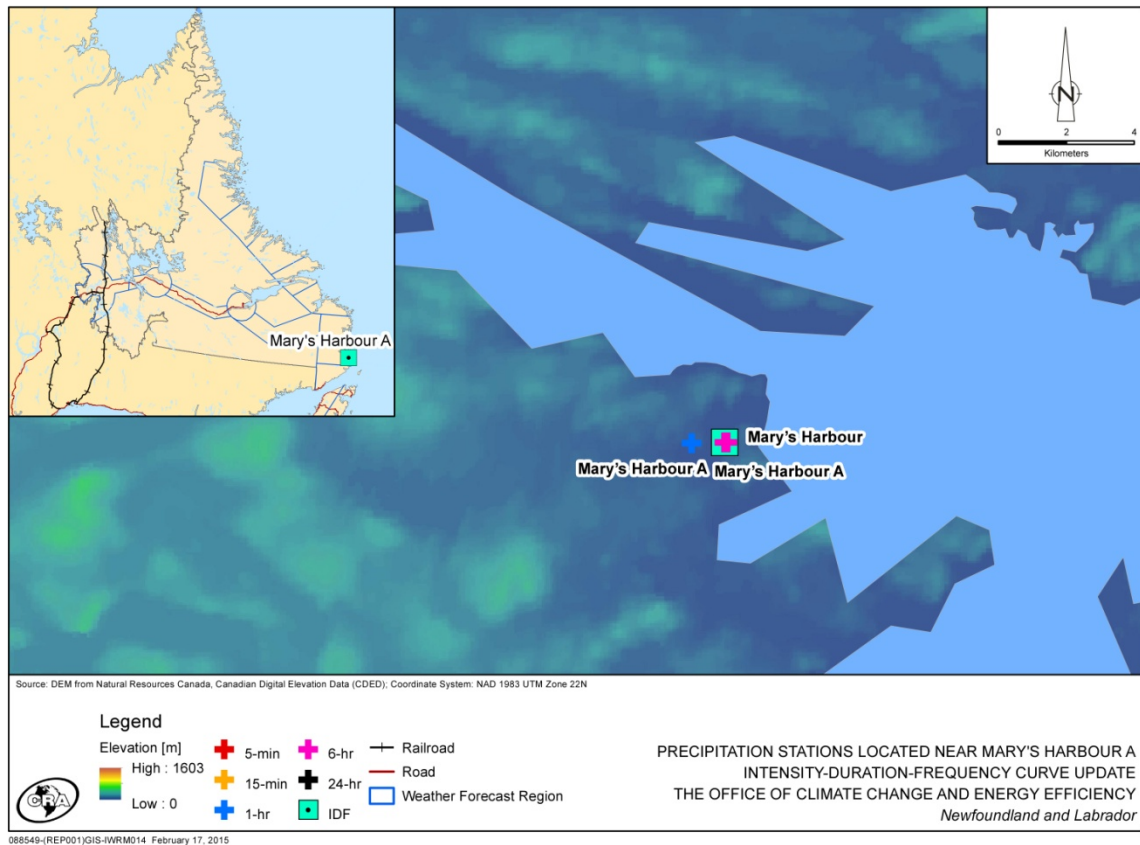 Mary's Harbour A
N
0 2 4
Kilometers
Mary's Harbour
Mary's Harbour A
Mary's Harbour A
Source: DEM from Natural Resources Canada, Canadian Digital Elevation Data (CDED); Coordinate System: NAD 1983 UTM Zone 22N
Legend
Elevation [m]
High : 1603
Low : 0
5-min
15-min
1-hr
6-hr
24-hr
IDF
Railroad
Road
Weather Forecast Region
CRA
PRECIPITATION STATIONS LOCATED NEAR MARY'S HARBOUR A
INTENSITY-DURATION-FREQUENCY CURVE UPDATE
THE OFFICE OF CLIMATE CHANGE AND ENERGY EFFICIENCY
Newfoundland and Labrador
088549-(REP001)GIS-IWRM014 February 17, 2015